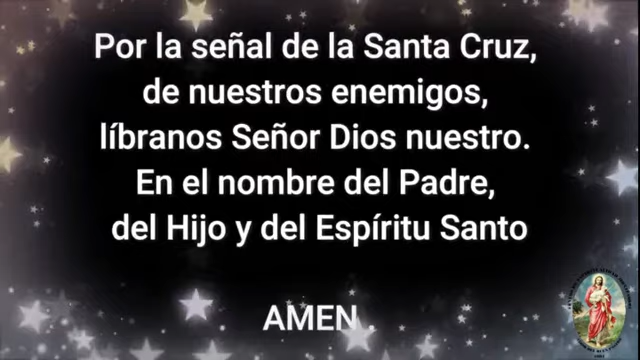 Por la señal de la Santa Cruz,
de nuestros enemigos,
líbranos Señor Dios nuestro.
En el nombre del Padre,
del Hijo y del Espíritu Santo
AMEN .